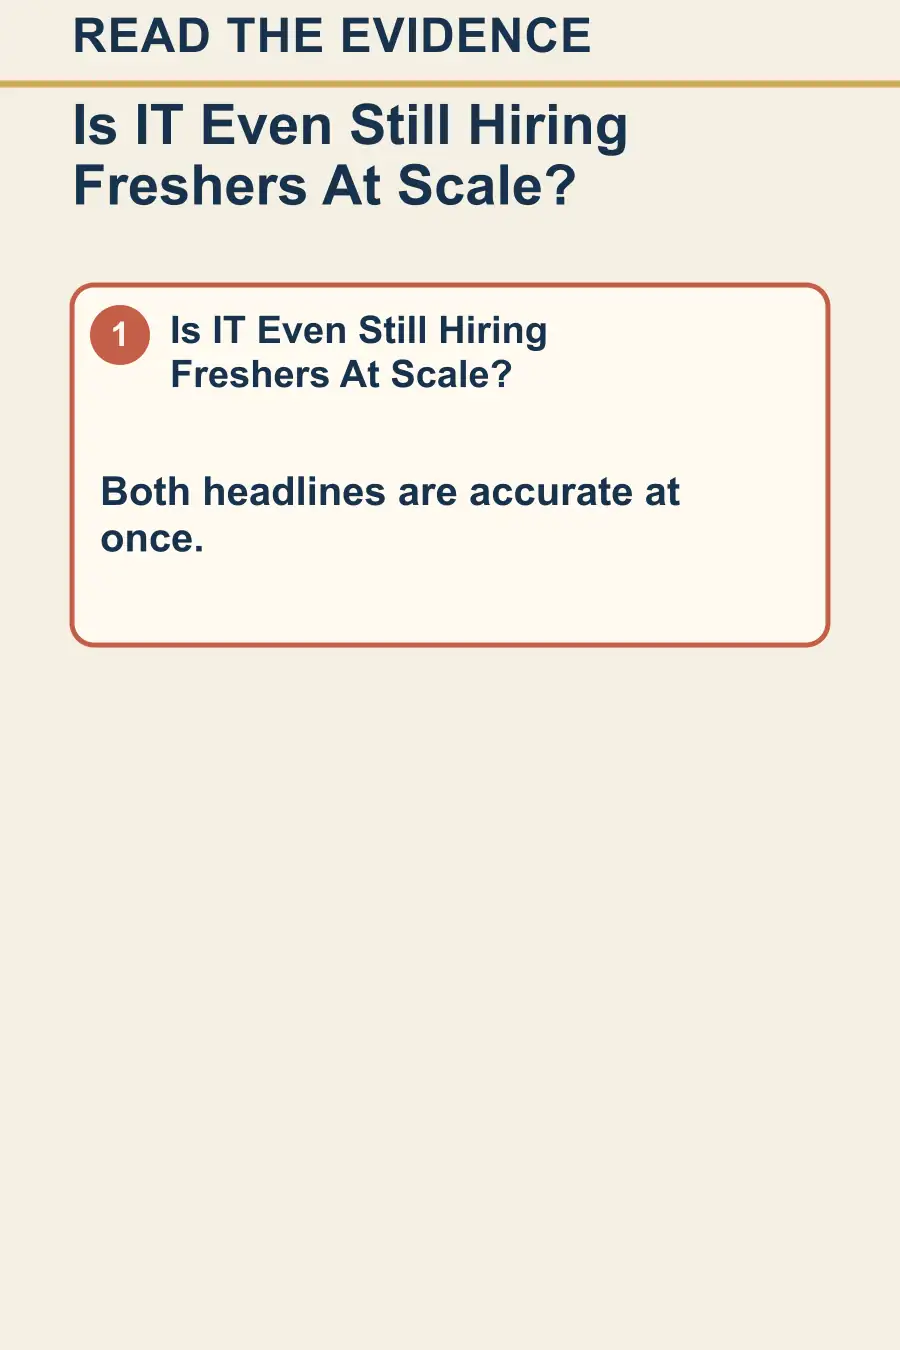 READ THE EVIDENCE
Is IT Even Still Hiring
Freshers At Scale?
1
Is IT Even Still Hiring
Freshers At Scale?
Both headlines are accurate at
once.